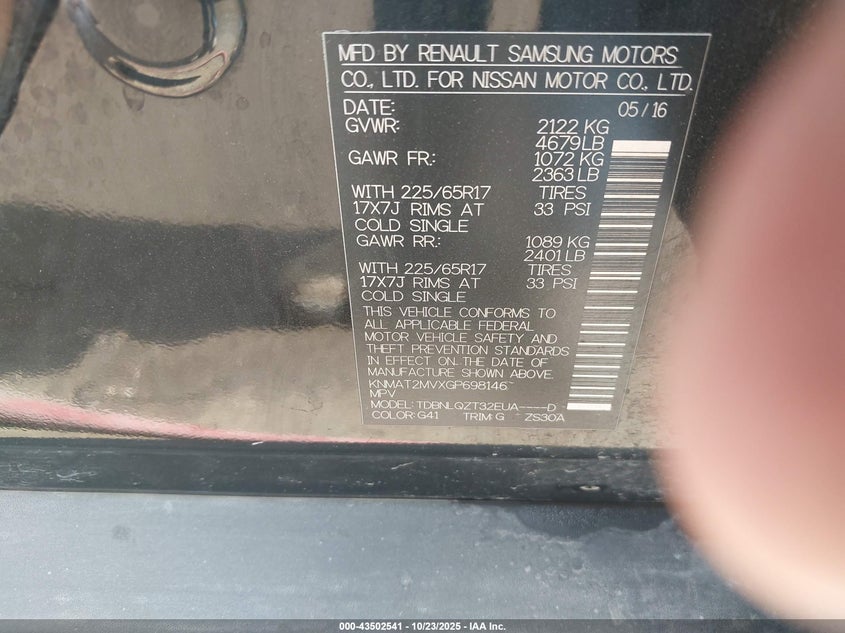 MFD BY RENAULT SAMSUNG MOTORS
CO., LTD. FOR NISSAN MOTOR CO., LTD.
DATE: 05/16
GVWR: 2122 KG
4679LB
GAWR FR.: 1072 KG
2363 LB
WITH 225/65R17 TIRES
17X7J RIMS AT 33 PSI
COLD SINGLE
GAWR RR.: 1089 KG
2401 LB
WITH 225/65R17 TIRES
17X7J RIMS AT 33 PSI
COLD SINGLE
THIS VEHICLE CONFORMS TO
ALL APPLICABLE FEDERAL
MOTOR VEHICLE SAFETY AND
THEFT PREVENTION STANDARDS
IN EFFECT ON THE DATE OF
MANUFACTURE SHOWN ABOVE.
KNMAT2MVXGP698146
MPV
MODEL: TDBNLQZT32EUA----D-
COLOR:G41 TRIM:G ZS30A
000-43502541 - 10/23/2025 - IAA Inc.